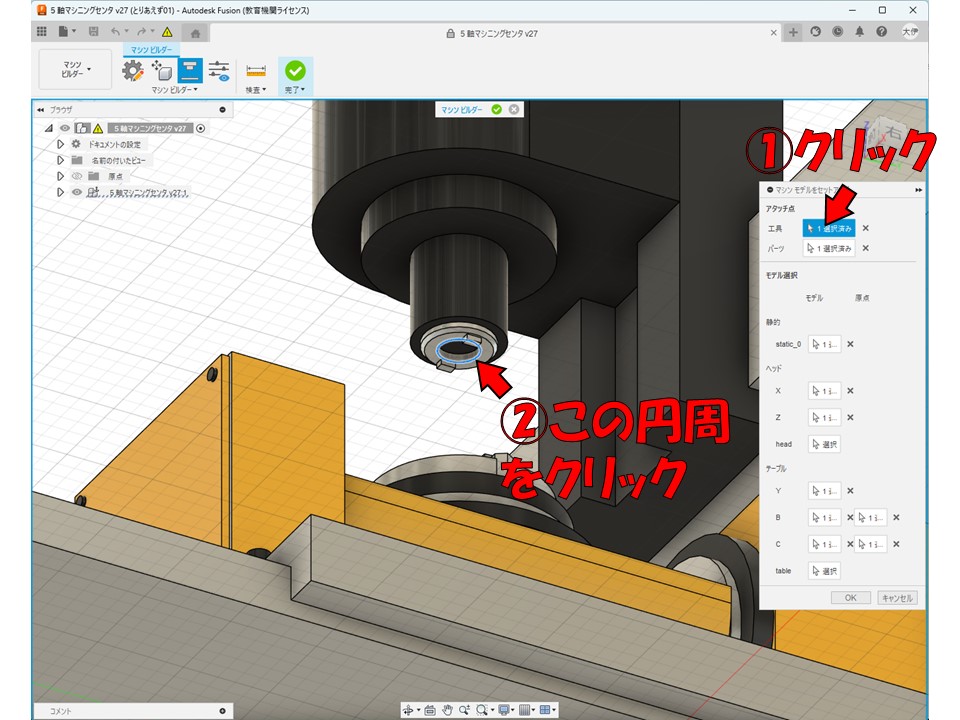 5 軸マシニングセンタ v27 (とりあえず01) - Autodesk Fusion (教育機関ライセンス)
5 軸マシニングセンタ v27
大伊
マシン ビルダー
マシン
ビルダー
マシン ビルダー
検査
完了
ブラウザ
5 軸マシニングセンタ v27
ドキュメントの設定
名前の付いたビュー
原点
5 軸マシニングセンタ v27:1
マシン ビルダー
右
①クリック
マシン モデルをセットア
アタッチ点
工具 1 選択済み
パーツ 1 選択済み
モデル選択
モデル 原点
静的
static_0 1 i...
ヘッド
X 1 i...
Z 1 i...
head 選択
テーブル
Y 1 i...
B 1 i... 1 i...
C 1 i... 1 i...
table 選択
OK キャンセル
②この円周
をクリック
コメント